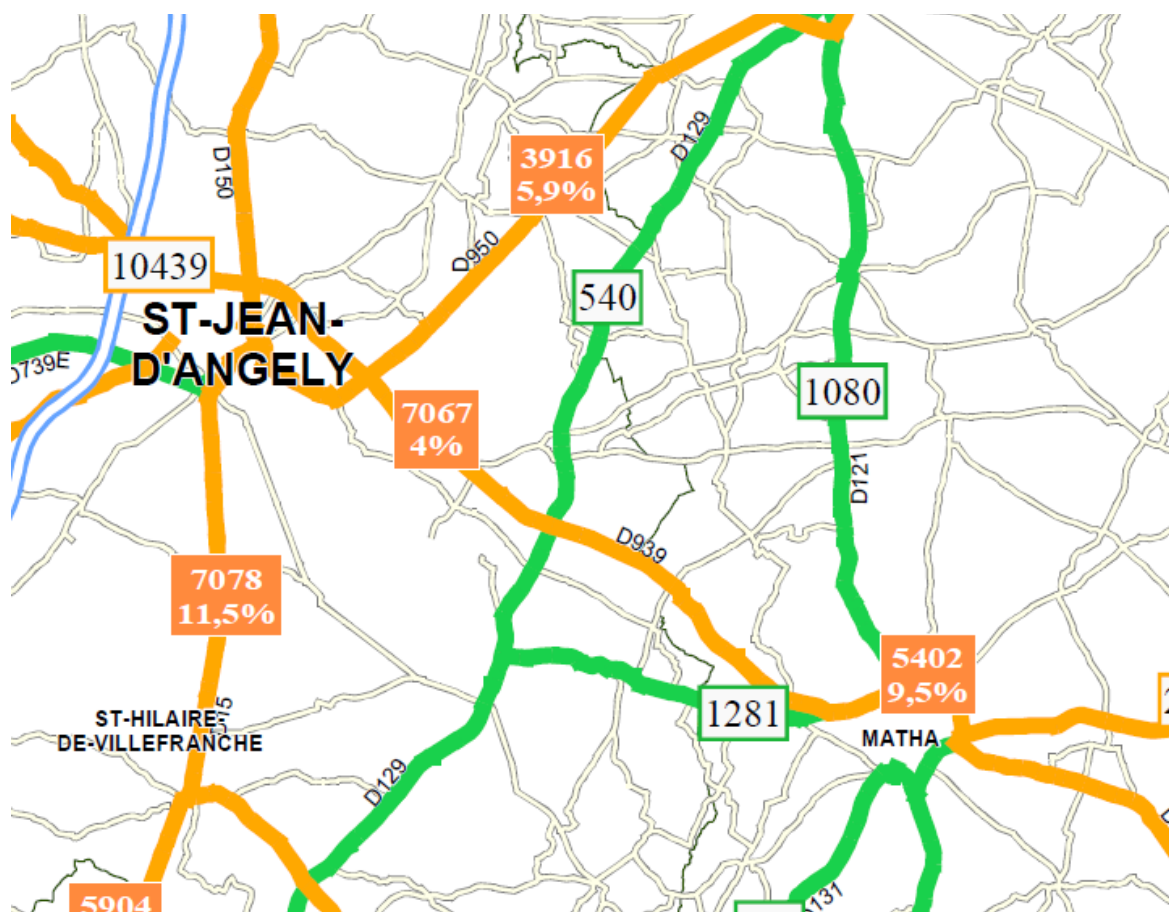 D129
3916
5,9%
D150
D950
10439
540
ST-JEAN-
D'ANGELY
D739E
1080
7067
4%
D121
D939
7078
11,5%
5402
9,5%
1281
ST-HILAIRE-
DE-VILLEFRANCHE
MATHA
D129
5904